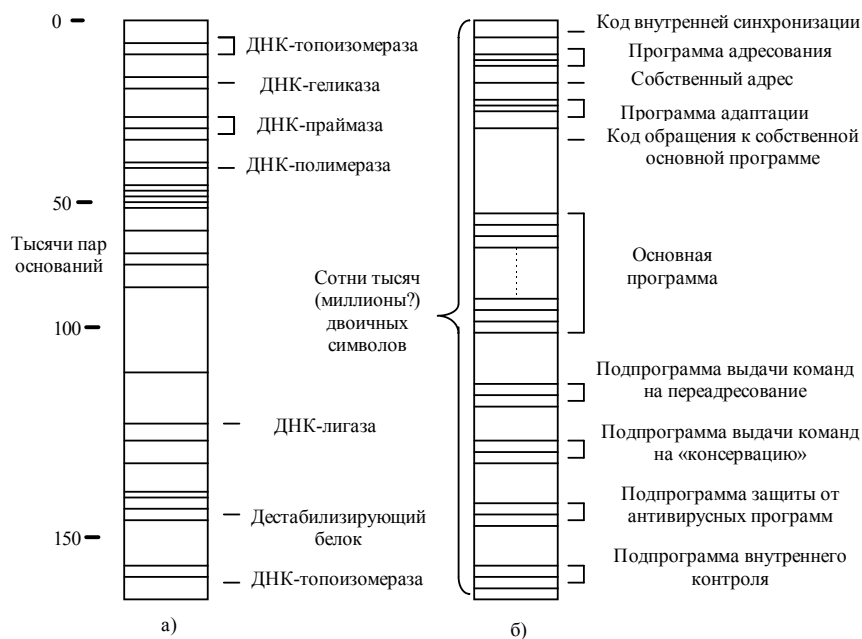 0
50
Тысячи пар
оснований
100
150
ДНК-топоизомераза
ДНК-геликаза
ДНК-праймаза
ДНК-полимераза
ДНК-лигаза
Дестабилизирующий
белок
ДНК-топоизомераза
а)
Сотни тысяч
(миллионы?)
двоичных
символов
Код внутренней синхронизации
Программа адресования
Собственный адрес
Программа адаптации
Код обращения к собственной
основной программе
Основная
программа
Подпрограмма выдачи команд
на переадресование
Подпрограмма выдачи команд
на «консервацию»
Подпрограмма защиты от
антивирусных программ
Подпрограмма внутреннего
контроля
б)